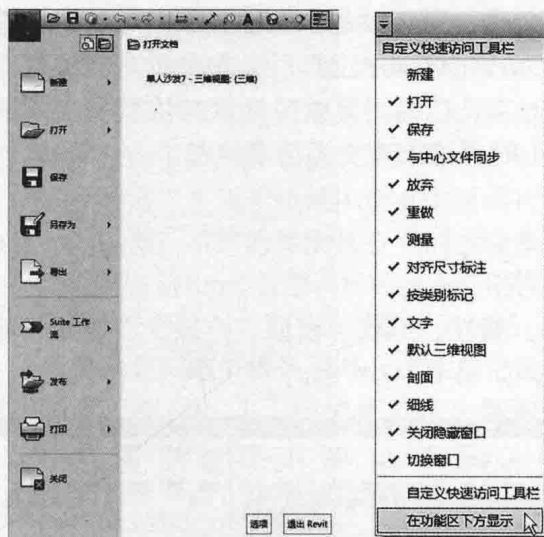 打开文档
单人沙发7 - 三维视图: (三维)
新建
打开
保存
另存为
导出
Suite 工作
流
发布
打印
关闭
选项
退出 Revit
自定义快速访问工具栏
新建
打开
保存
与中心文件同步
放弃
重做
测量
对齐尺寸标注
按类别标记
文字
默认三维视图
剖面
细线
关闭隐藏窗口
切换窗口
自定义快速访问工具栏
在功能区下方显示